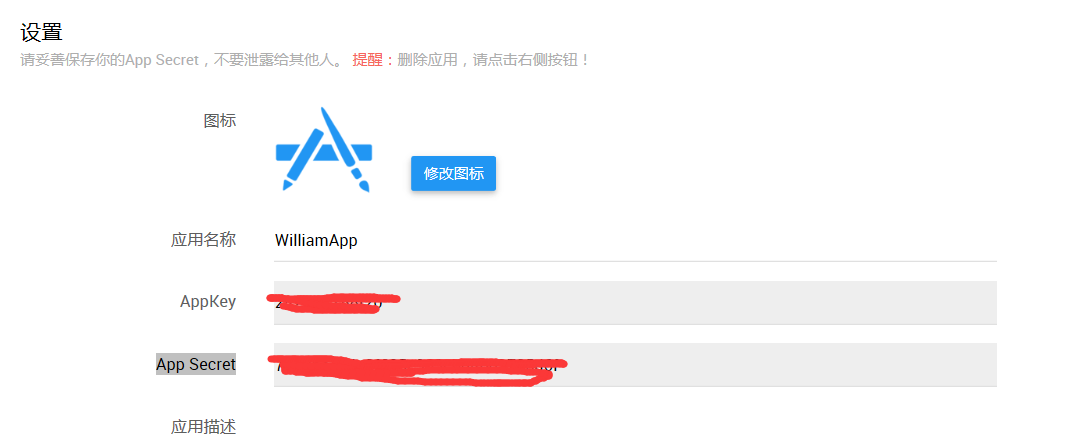 设置
请妥善保存你的App Secret，不要泄露给其他人。 提醒：删除应用，请点击右侧按钮！
图标
修改图标
应用名称 WilliamApp
AppKey
App Secret
应用描述